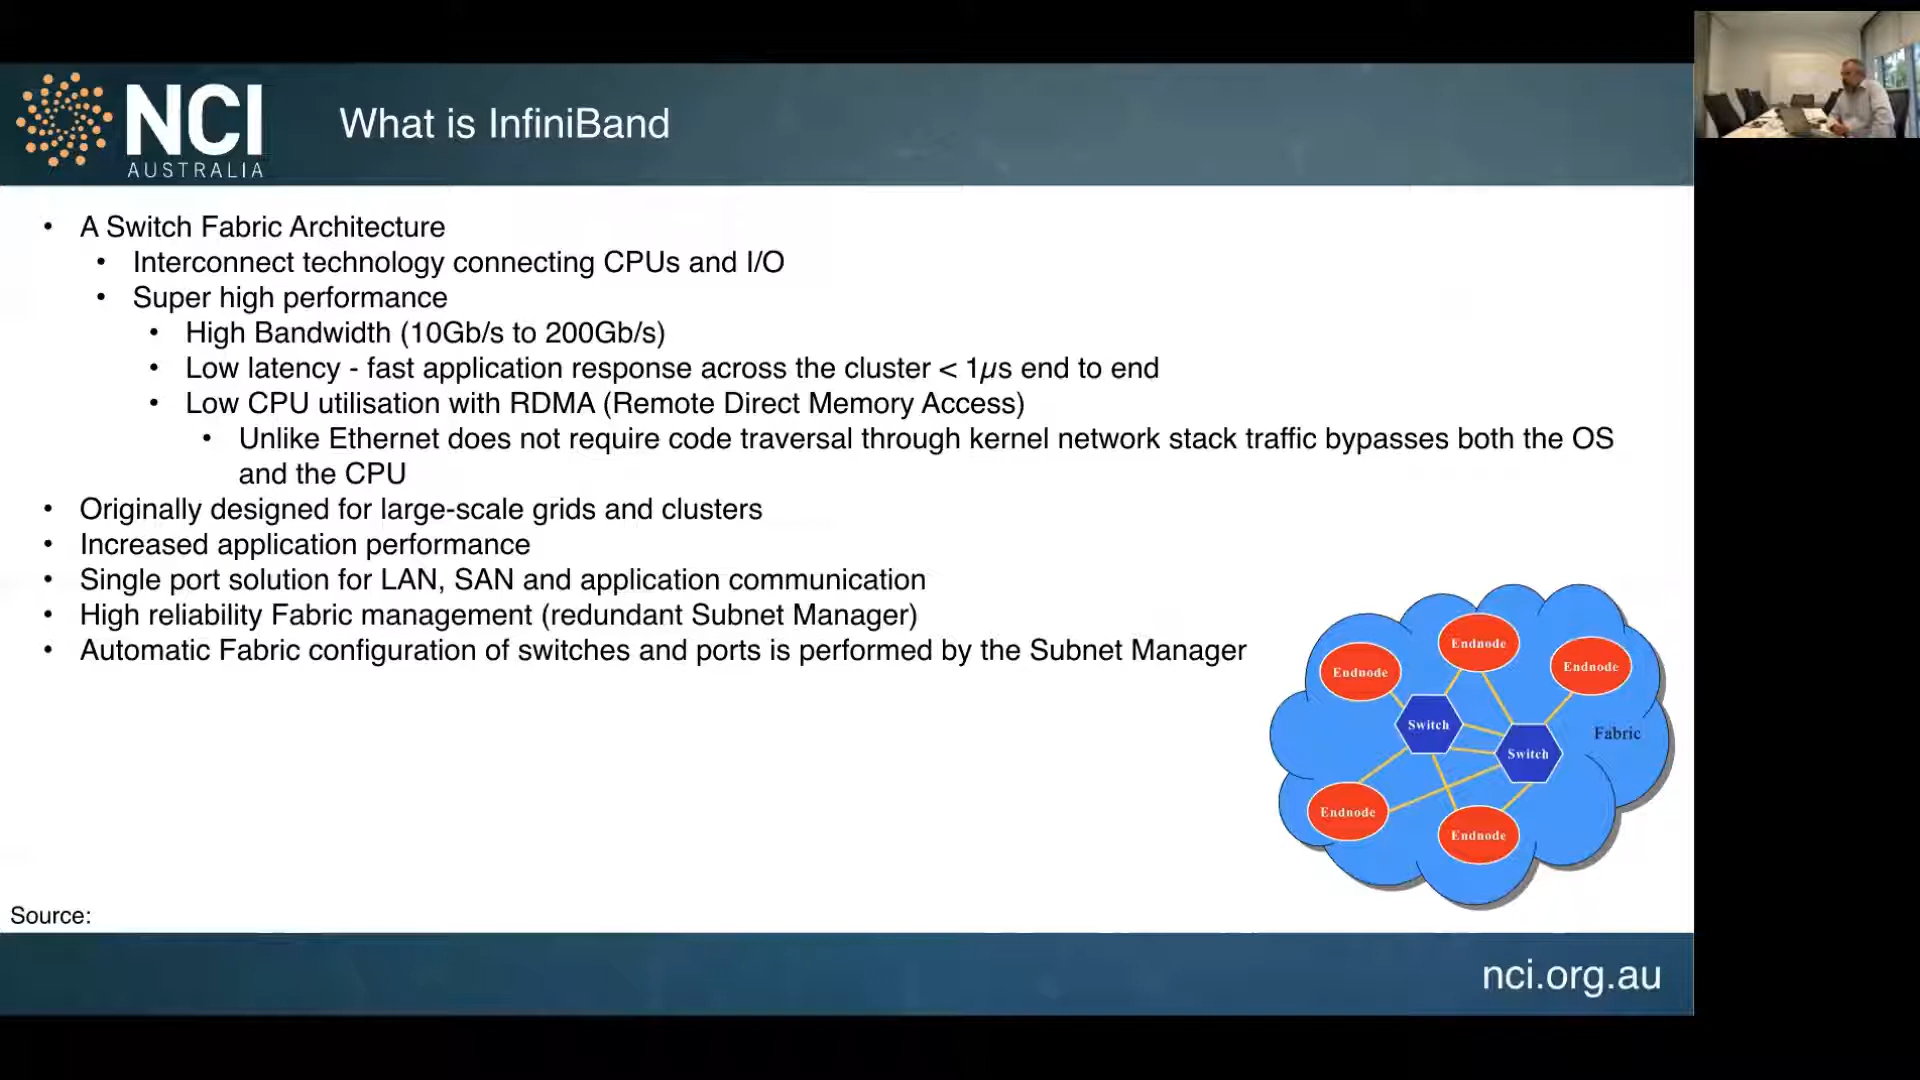 NCI
AUSTRALIA
What is InfiniBand
• A Switch Fabric Architecture
• Interconnect technology connecting CPUs and I/O
• Super high performance
• High Bandwidth (10Gb/s to 200Gb/s)
• Low latency - fast application response across the cluster < 1µs end to end
• Low CPU utilisation with RDMA (Remote Direct Memory Access)
• Unlike Ethernet does not require code traversal through kernel network stack traffic bypasses both the OS
and the CPU
• Originally designed for large-scale grids and clusters
• Increased application performance
• Single port solution for LAN, SAN and application communication
• High reliability Fabric management (redundant Subnet Manager)
• Automatic Fabric configuration of switches and ports is performed by the Subnet Manager
Endnode
Endnode
Endnode
Switch
Switch
Fabric
Endnode
Endnode
Source:
nci.org.au